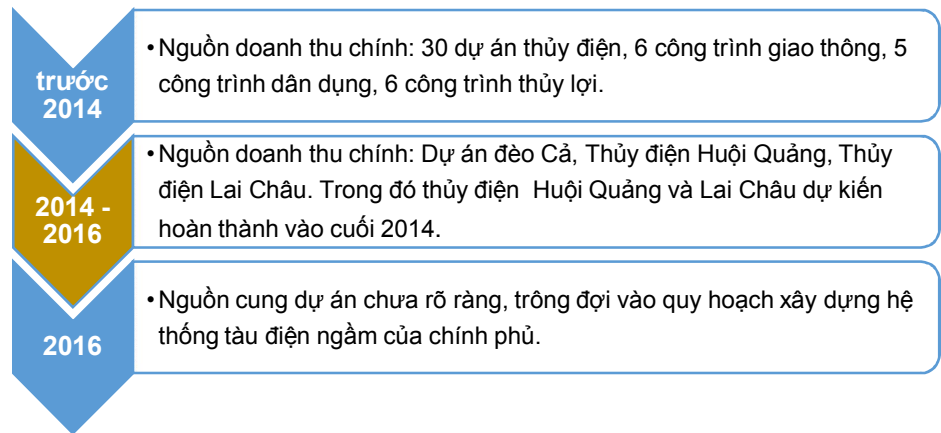 trước
2014
•Nguồn doanh thu chính: 30 dự án thủy điện, 6 công trình giao thông, 5
công trình dân dụng, 6 công trình thủy lợi.
2014 -
2016
•Nguồn doanh thu chính: Dự án đèo Cả, Thủy điện Huội Quảng, Thủy
điện Lai Châu. Trong đó thủy điện Huội Quảng và Lai Châu dự kiến
hoàn thành vào cuối 2014.
2016
•Nguồn cung dự án chưa rõ ràng, trông đợi vào quy hoạch xây dựng hệ
thống tàu điện ngầm của chính phủ.